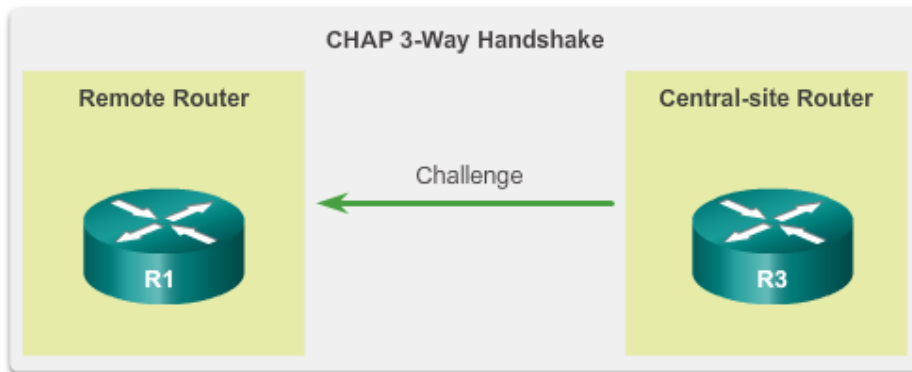 CHAP 3-Way Handshake
Remote Router
Central-site Router
Challenge
R1
R3